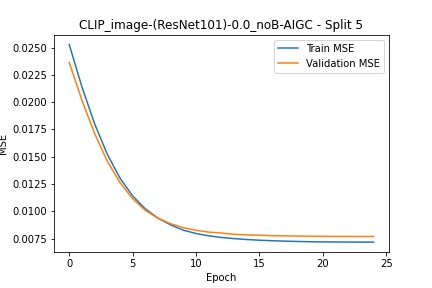 CLIP_image-(ResNet101)-0.0_noB-AIGC - Split 5
Train MSE
Validation MSE
0.0250
0.0225
0.0200
0.0175
0.0150
0.0125
0.0100
0.0075
MSE
0
5
10
15
20
25
Epoch